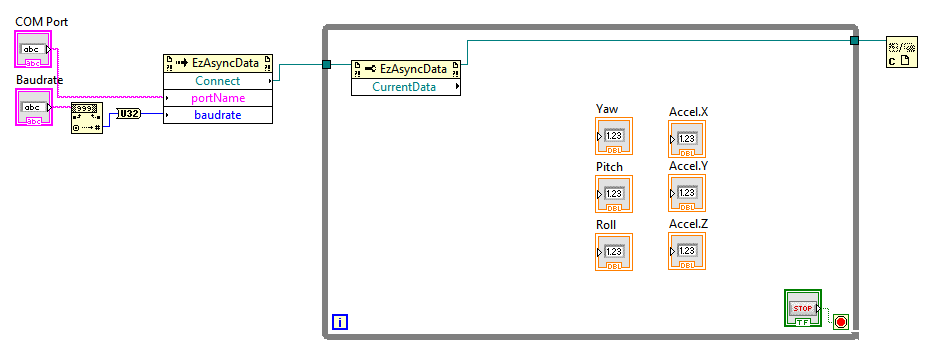 COM Port
abc
abc
Baudrate
abc
abc
999
U32
EzAsyncData
Connect
portName
baudrate
EzAsyncData
CurrentData
Yaw
1.23
DBL
Accel.X
1.23
DBL
Pitch
1.23
DBL
Accel.Y
1.23
DBL
Roll
1.23
DBL
Accel.Z
1.23
DBL
i
STOP
TF
C